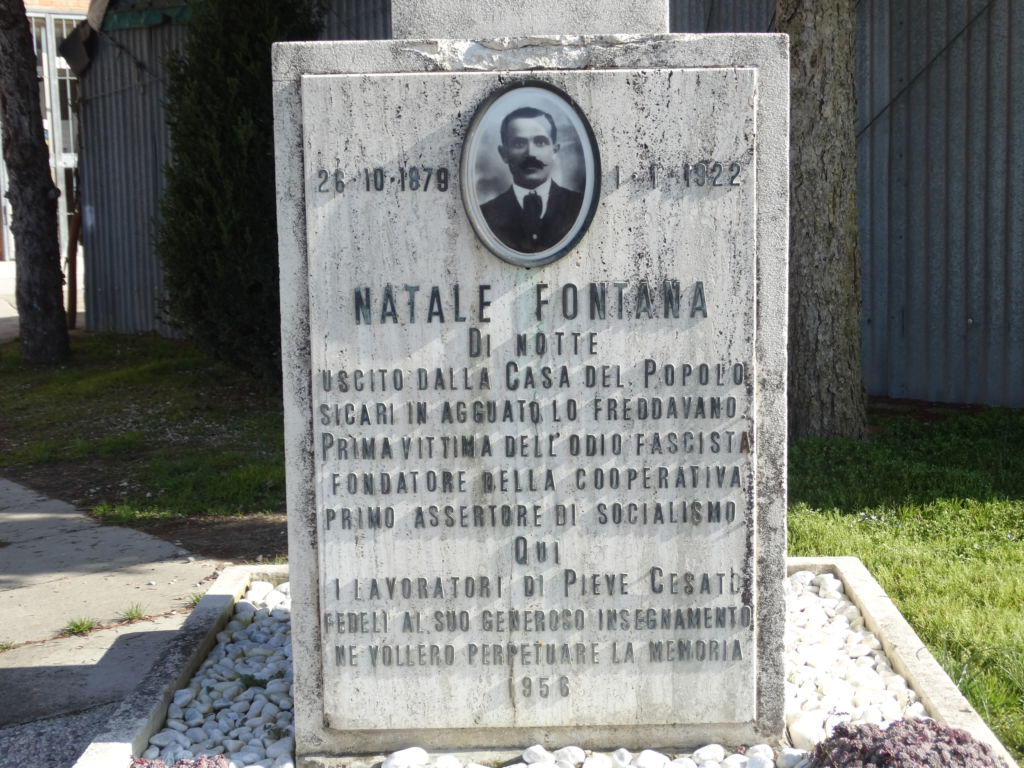 26·10·1879 1·1·1922
NATALE FONTANA
DI NOTTE
USCITO DALLA CASA DEL POPOLO
SICARI IN AGGUATO LO FREDDAVANO.
PRIMA VITTIMA DELL'ODIO FASCISTA
FONDATORE DELLA COOPERATIVA
PRIMO ASSERTORE DI SOCIALISMO
QUI
I LAVORATORI DI PIEVE CESATO
FEDELI AL SUO GENEROSO INSEGNAMENTO
NE VOLLERO PERPETUARE LA MEMORIA
1956